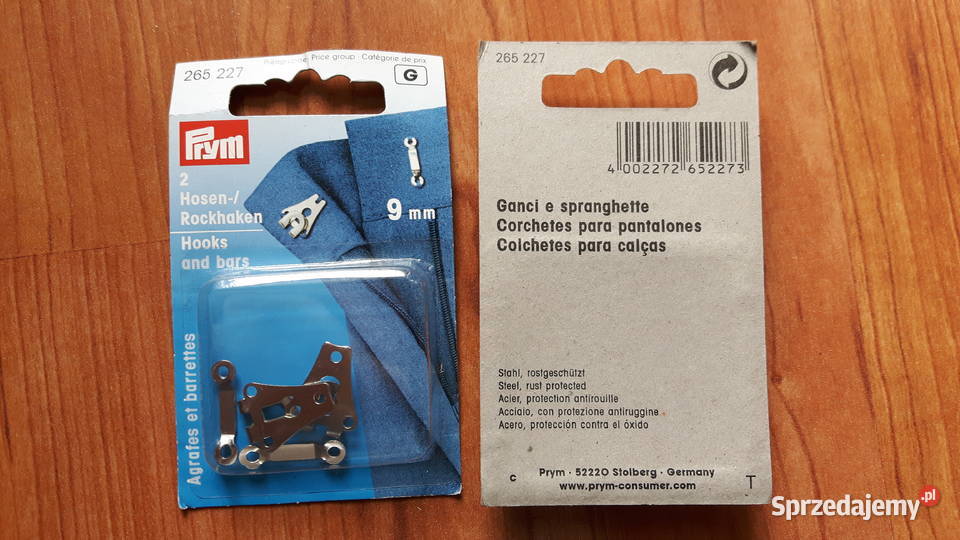 265 227
Preisgruppe · Price group · Catégorie de prix
G
Prym
2
Hosen-/
Rockhaken
Hooks
and bars
9 mm
Agrafes et barrettes
265 227
4 002272 652273
Ganci e spranghette
Corchetes para pantalones
Colchetes para calças
Stahl, rostgeschützt
Steel, rust protected
Acier, protection antirouille
Acciaio, con protezione antiruggine
Acero, protección contra el óxido
Prym · 52220 Stolberg · Germany
www.prym-consumer.com
C
T
Sprzedajemy.pl